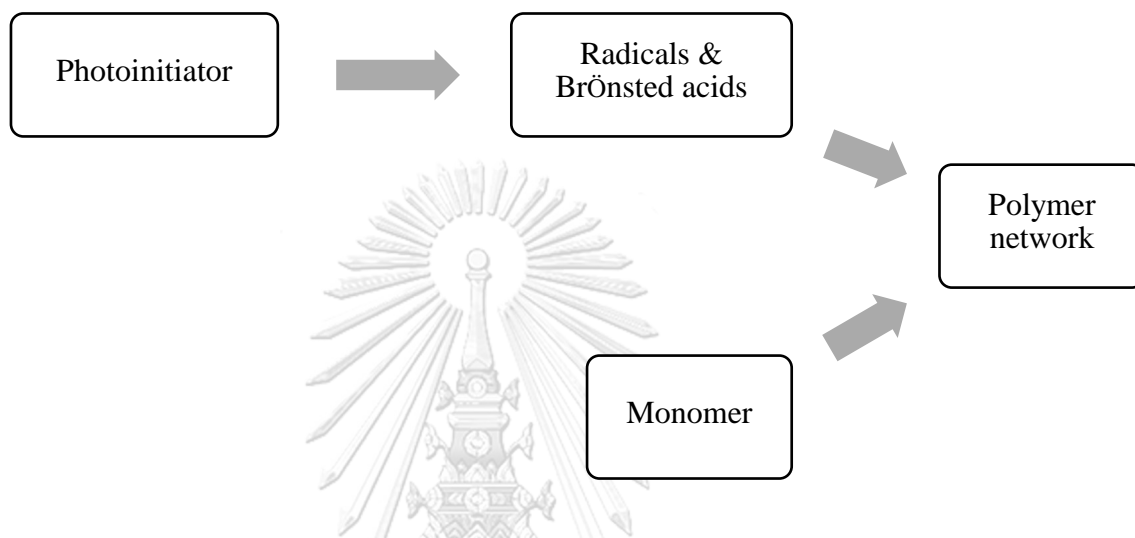 Photoinitiator
Radicals &
BrÖnsted acids
Polymer
network
Monomer